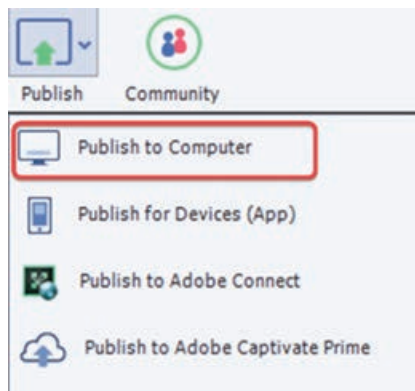 Publish Community
Publish to Computer
Publish for Devices (App)
Publish to Adobe Connect
Publish to Adobe Captivate Prime